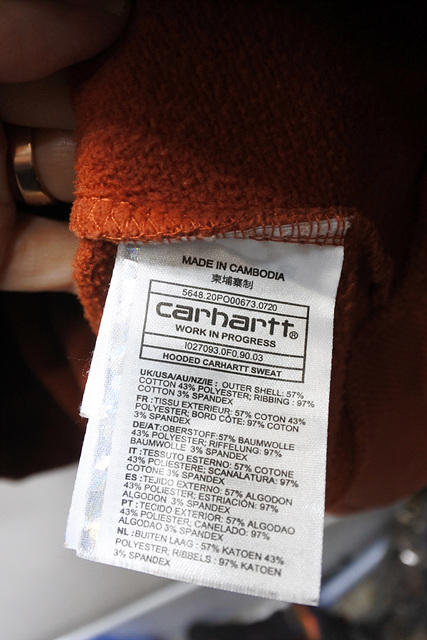 MADE IN CAMBODIA
柬埔寨制
5648.20PO00673.0720
carhartt®
WORK IN PROGRESS
I027093.0F0.90.03
HOODED CARHARTT SWEAT
UK/USA/AU/NZ/IE : OUTER SHELL: 57%
COTTON 43% POLYESTER; RIBBING : 97%
COTTON 3% SPANDEX
FR :TISSU EXTERIEUR: 57% COTON 43%
POLYESTER; BORD CÔTE: 97% COTON
3% SPANDEX
DE/AT:OBERSTOFF:57% BAUMWOLLE
43% POLYESTER; RIFFELUNG: 97%
BAUMWOLLE 3% SPANDEX
IT :TESSUTO ESTERNO: 57% COTONE
43% POLIESTERE; SCANALATURA: 97%
COTONE 3% SPANDEX
ES :TEJIDO EXTERNO: 57% ALGODON
43% POLIESTER; ESTRIACIÓN: 97%
ALGODON 3% SPANDEX
PT :TECIDO EXTERIOR: 57% ALGODAO
43% POLIESTER, CANELADO: 97%
ALGODAO 3% SPANDEX
NL :BUITEN LAAG : 57% KATOEN 43%
POLYESTER; RIBBELS : 97% KATOEN
3% SPANDEX